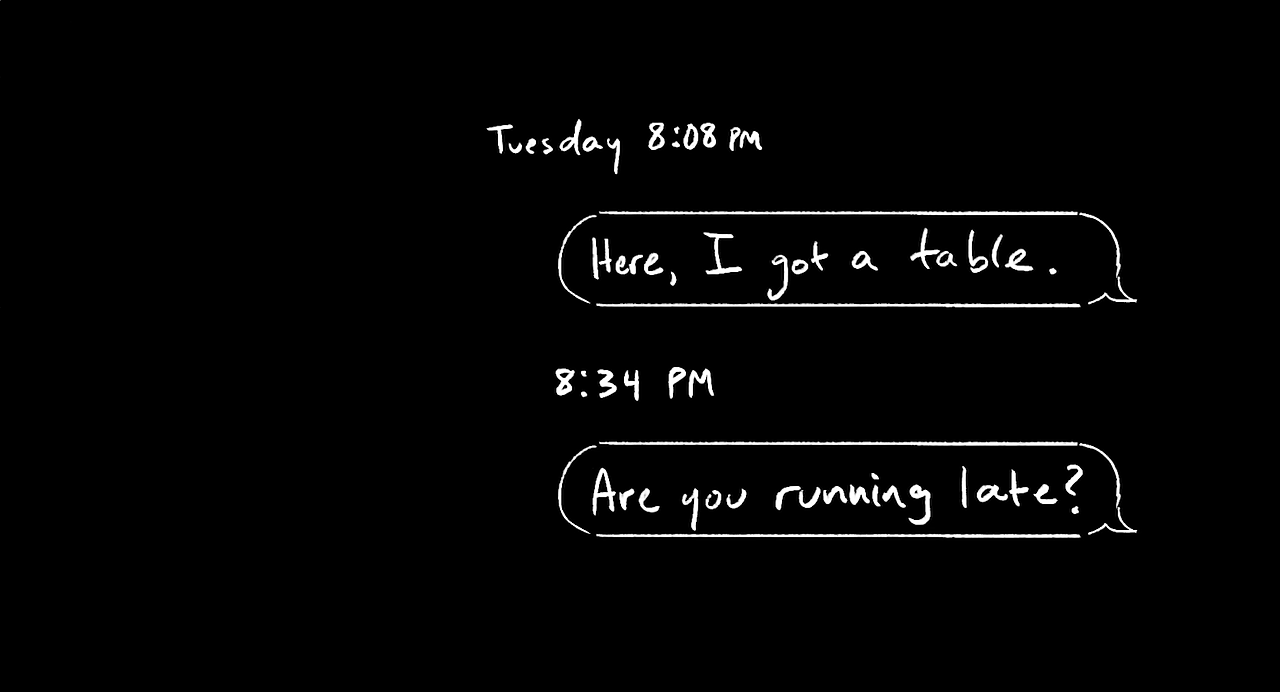 Tuesday 8:08 PM
Here, I got a table.
8:34 PM
Are you running late?